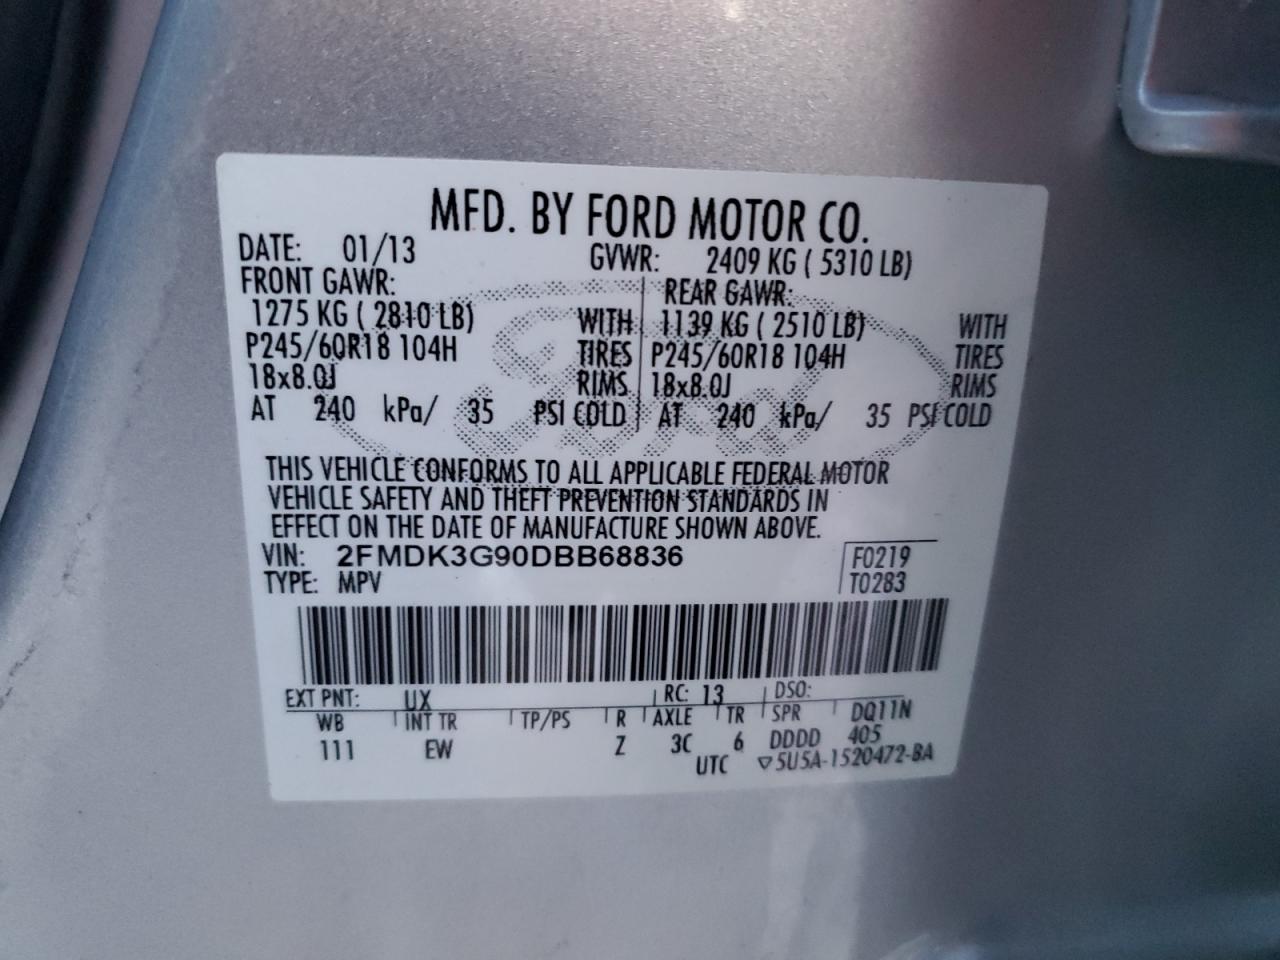 MFD. BY FORD MOTOR CO.
DATE: 01/13 GVWR: 2409 KG ( 5310 LB)
FRONT GAWR: REAR GAWR:
1275 KG ( 2810 LB) WITH 1139 KG ( 2510 LB) WITH
P245/60R18 104H TIRES P245/60R18 104H TIRES
18x8.0J RIMS 18x8.0J RIMS
AT 240 kPa/ 35 PSI COLD AT 240 kPa/ 35 PSI COLD
Ford
THIS VEHICLE CONFORMS TO ALL APPLICABLE FEDERAL MOTOR
VEHICLE SAFETY AND THEFT PREVENTION STANDARDS IN
EFFECT ON THE DATE OF MANUFACTURE SHOWN ABOVE.
VIN: 2FMDK3G90DBB68836 F0219
TYPE: MPV T0283
EXT PNT: UX RC: 13 DSO:
WB INT TR TP/PS R AXLE TR SPR DQ11N
111 EW Z 3C 6 DDDD 405
UTC ▽5U5A-1520472-BA